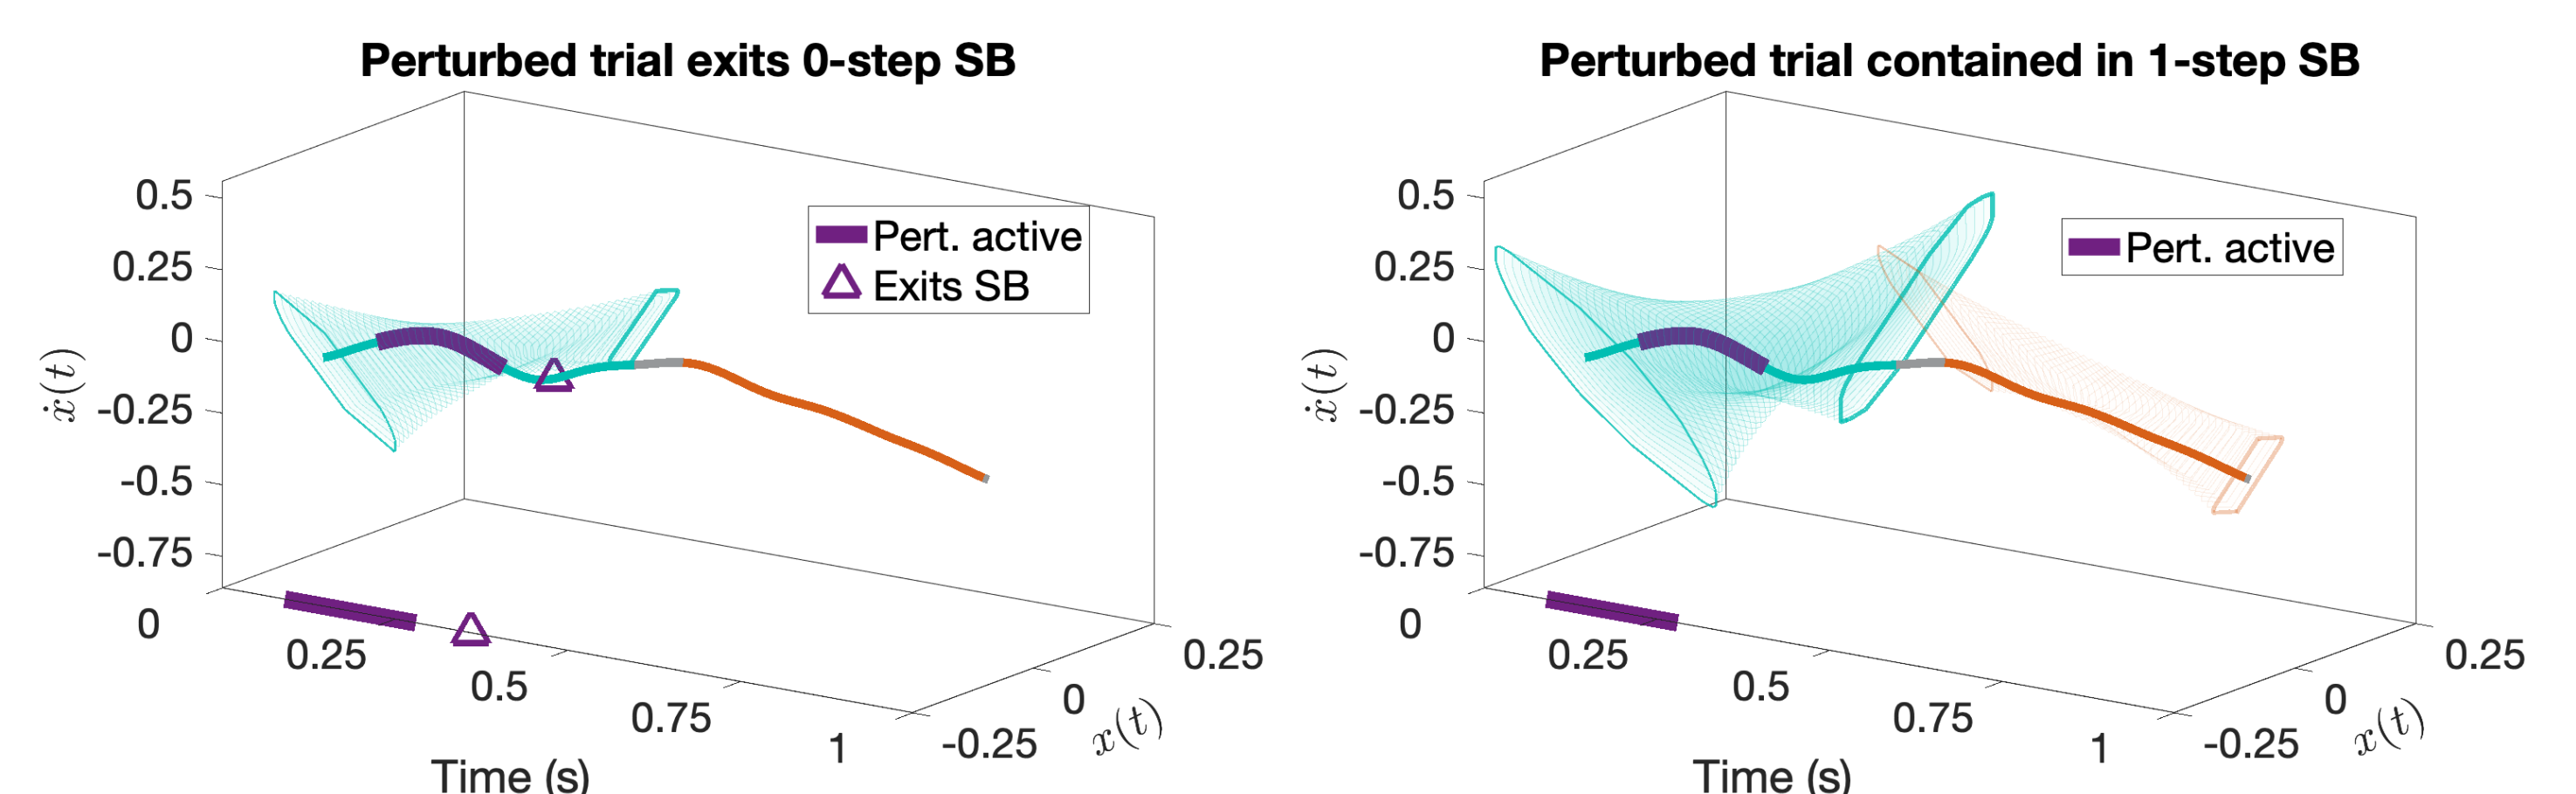 Perturbed trial exits 0-step SB
Pert. active
Exits SB
0.5
0.25
0
-0.25
-0.5
-0.75
ẋ(t)
0
0.25
0.5
0.75
1
Time (s)
-0.25
0
0.25
x(t)
Perturbed trial contained in 1-step SB
Pert. active
0.5
0.25
0
-0.25
-0.5
-0.75
ẋ(t)
0
0.25
0.5
0.75
1
Time (s)
-0.25
0
0.25
x(t)